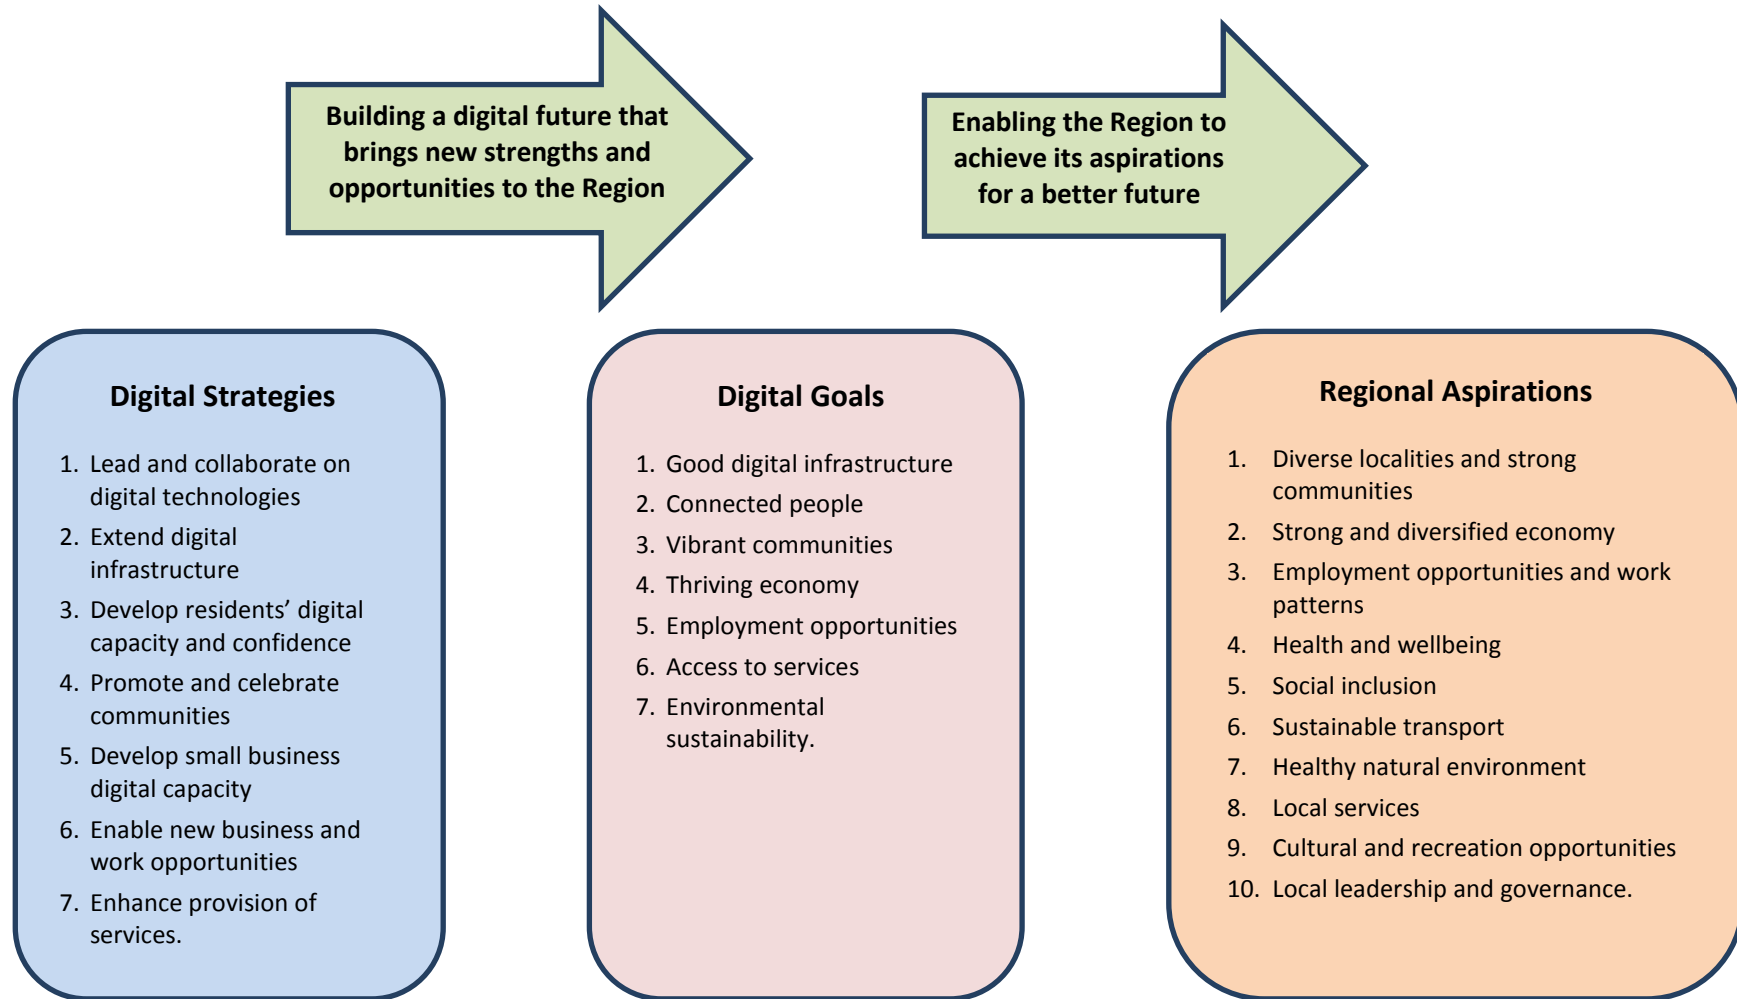 Building a digital future that
brings new strengths and
opportunities to the Region
Enabling the Region to
achieve its aspirations
for a better future
Digital Strategies
1. Lead and collaborate on
digital technologies
2. Extend digital
infrastructure
3. Develop residents’ digital
capacity and confidence
4. Promote and celebrate
communities
5. Develop small business
digital capacity
6. Enable new business and
work opportunities
7. Enhance provision of
services.
Digital Goals
1. Good digital infrastructure
2. Connected people
3. Vibrant communities
4. Thriving economy
5. Employment opportunities
6. Access to services
7. Environmental
sustainability.
Regional Aspirations
1. Diverse localities and strong
communities
2. Strong and diversified economy
3. Employment opportunities and work
patterns
4. Health and wellbeing
5. Social inclusion
6. Sustainable transport
7. Healthy natural environment
8. Local services
9. Cultural and recreation opportunities
10. Local leadership and governance.